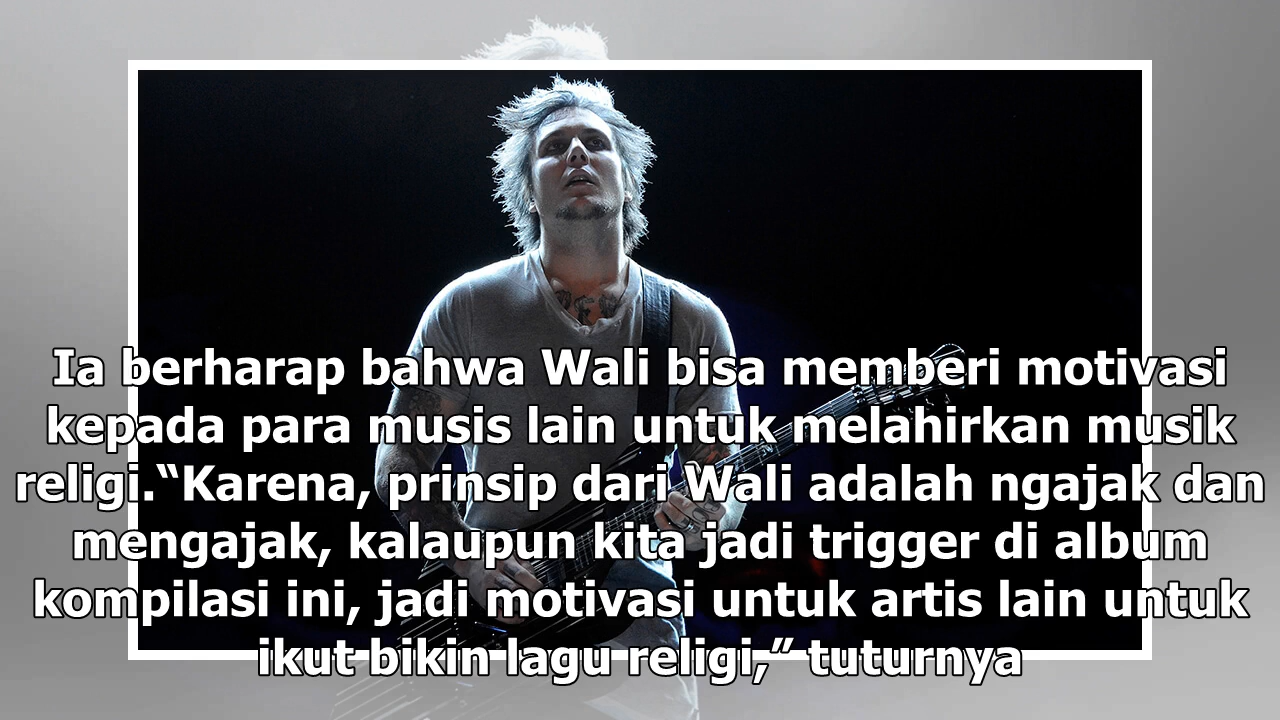 Ia berharap bahwa Wali bisa memberi motivasi
kepada para musis lain untuk melahirkan musik
religi.“Karena, prinsip dari Wali adalah ngajak dan
mengajak, kalaupun kita jadi trigger di album
kompilasi ini, jadi motivasi untuk artis lain untuk
ikut bikin lagu religi,” tuturnya